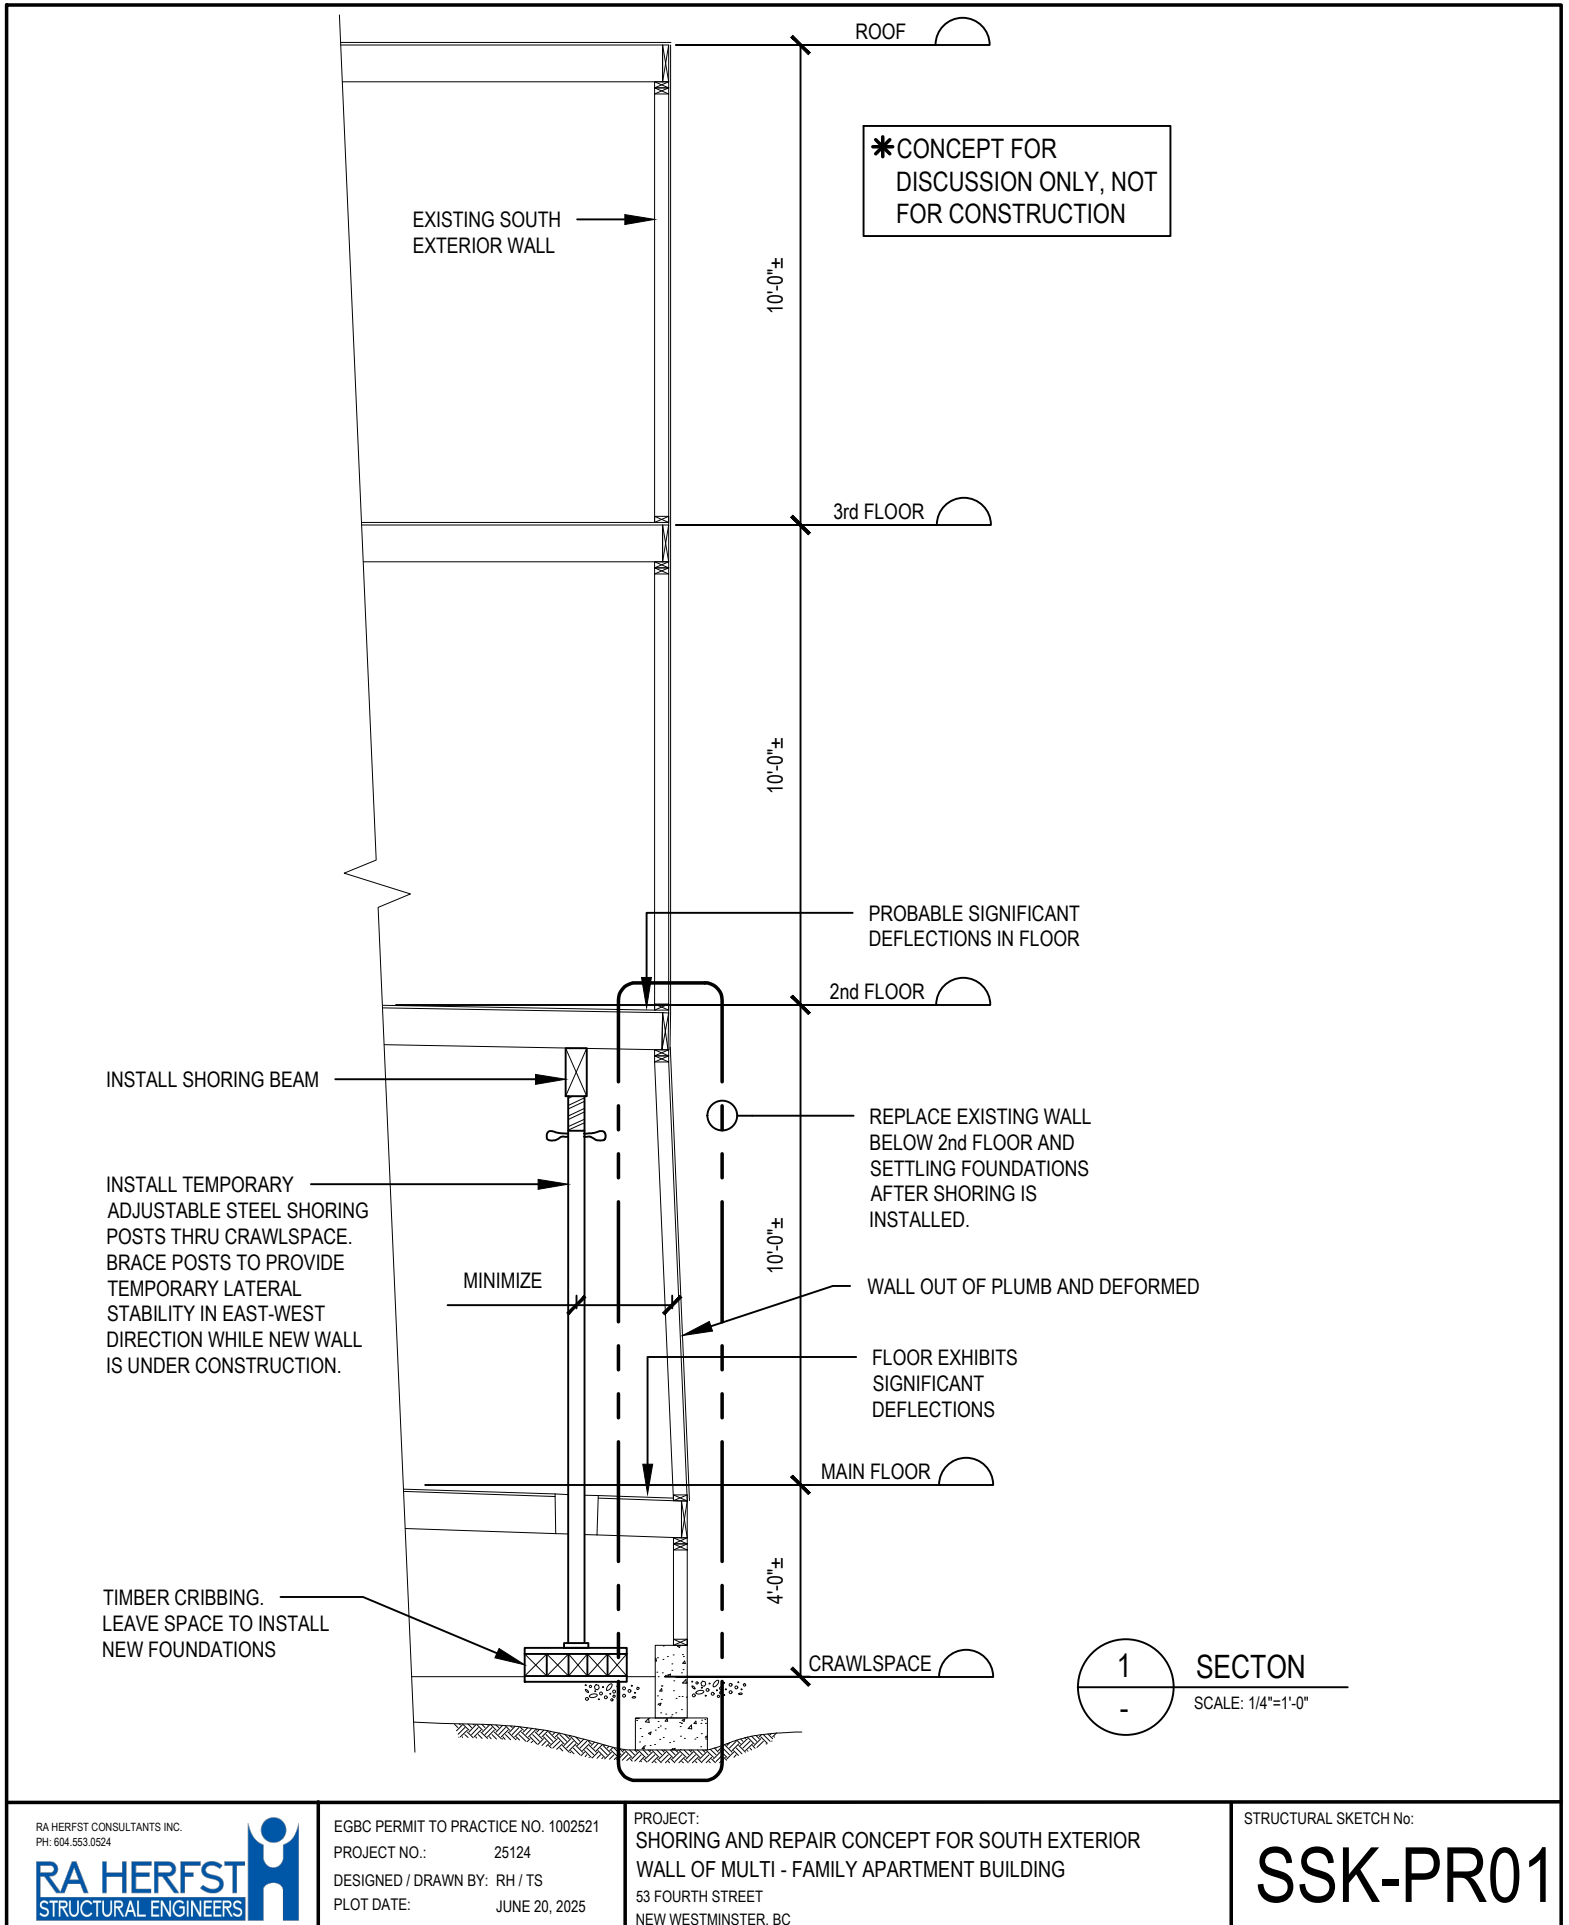 ROOF
✱CONCEPT FOR
DISCUSSION ONLY, NOT
FOR CONSTRUCTION
EXISTING SOUTH
EXTERIOR WALL
10'-0"±
3rd FLOOR
10'-0"±
PROBABLE SIGNIFICANT
DEFLECTIONS IN FLOOR
2nd FLOOR
INSTALL SHORING BEAM
REPLACE EXISTING WALL
BELOW 2nd FLOOR AND
SETTLING FOUNDATIONS
AFTER SHORING IS
INSTALLED.
INSTALL TEMPORARY
ADJUSTABLE STEEL SHORING
POSTS THRU CRAWLSPACE.
BRACE POSTS TO PROVIDE
TEMPORARY LATERAL
STABILITY IN EAST-WEST
DIRECTION WHILE NEW WALL
IS UNDER CONSTRUCTION.
MINIMIZE
10'-0"±
WALL OUT OF PLUMB AND DEFORMED
FLOOR EXHIBITS
SIGNIFICANT
DEFLECTIONS
MAIN FLOOR
4'-0"±
TIMBER CRIBBING.
LEAVE SPACE TO INSTALL
NEW FOUNDATIONS
CRAWLSPACE
1
-
SECTON
SCALE: 1/4"=1'-0"
RA HERFST CONSULTANTS INC.
PH: 604.553.0524
RA HERFST
STRUCTURAL ENGINEERS
EGBC PERMIT TO PRACTICE NO. 1002521
PROJECT NO.: 25124
DESIGNED / DRAWN BY: RH / TS
PLOT DATE: JUNE 20, 2025
PROJECT:
SHORING AND REPAIR CONCEPT FOR SOUTH EXTERIOR
WALL OF MULTI - FAMILY APARTMENT BUILDING
53 FOURTH STREET
NEW WESTMINSTER, BC
STRUCTURAL SKETCH No:
SSK-PR01